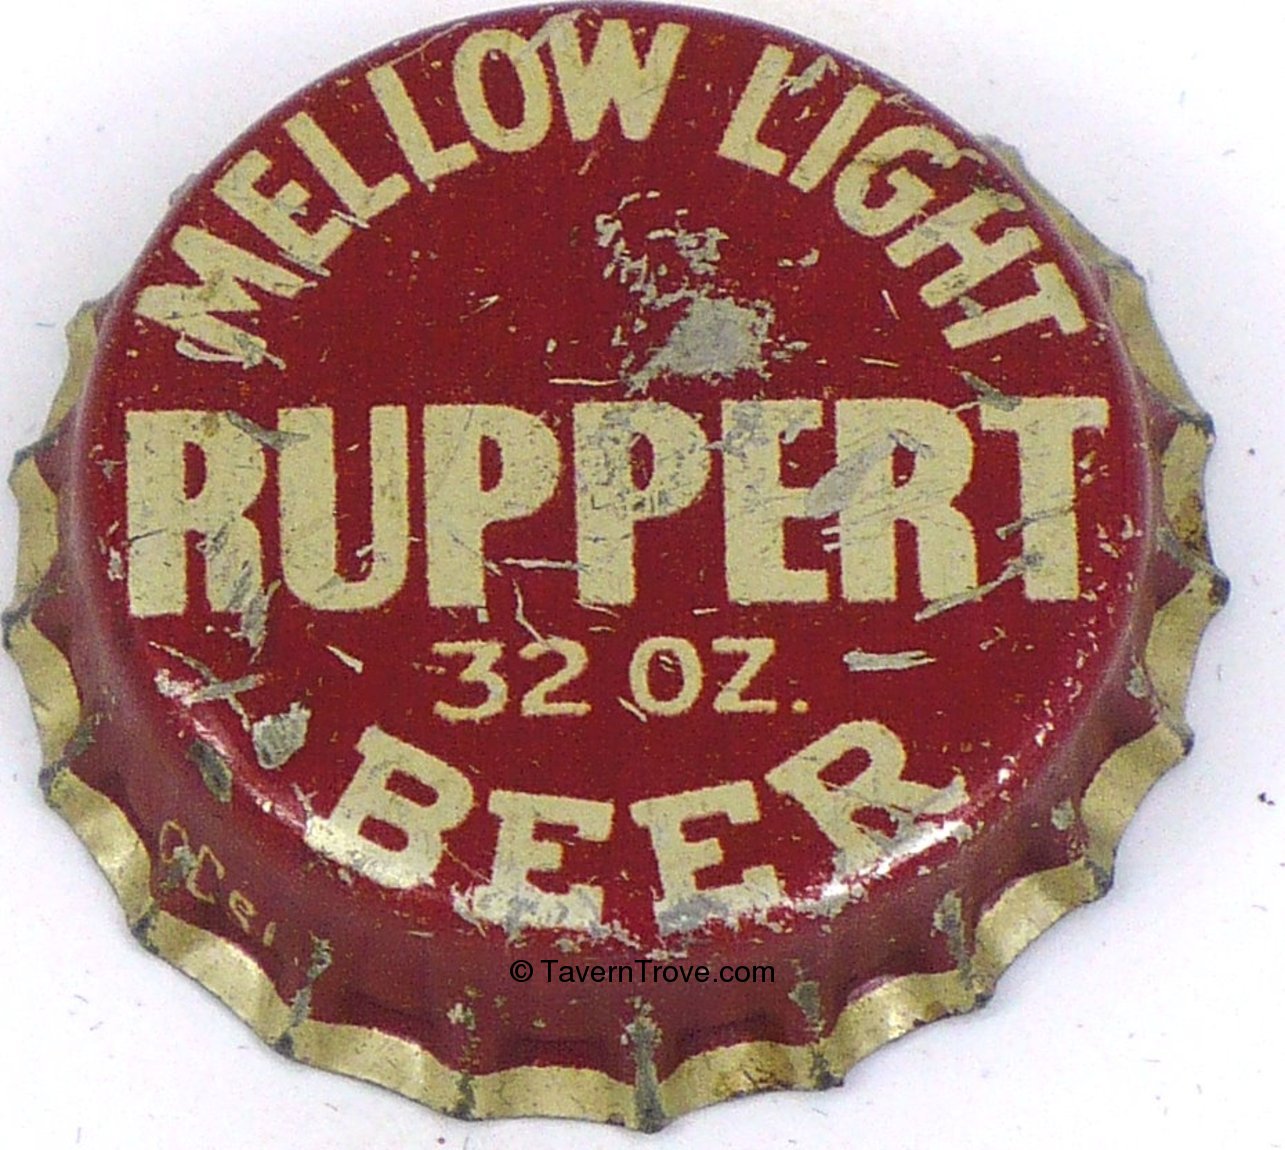 MELLOW LIGHT
RUPPERT
32 OZ.
BEER
© TavernTrove.com